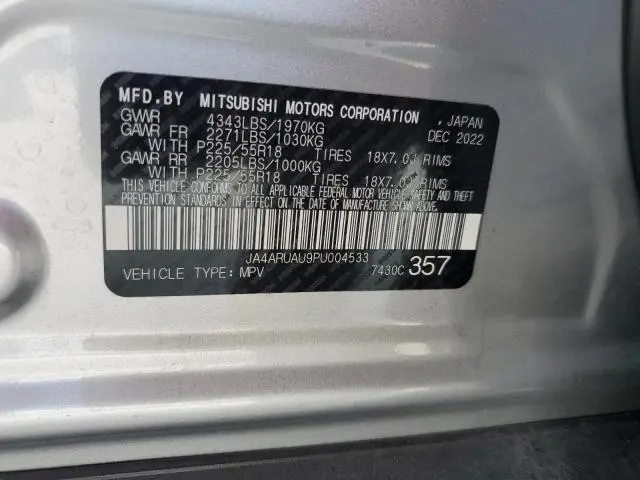 MFD.BY MITSUBISHI MOTORS CORPORATION , JAPAN
GVWR 4343LBS/1970KG DEC 2022
GAWR FR 2271LBS/1030KG
WITH P225/55R18 TIRES 18X7.0J RIMS
GAWR RR 2205LBS/1000KG
WITH P225/55R18 TIRES 18X7.0J RIMS
THIS VEHICLE CONFORMS TO ALL APPLICABLE FEDERAL MOTOR VEHICLE SAFETY AND THEFT
PREVENTION STANDARDS IN EFFECT ON THE DATE OF MANUFACTURE SHOWN ABOVE.
JA4ARUAU9PU004533
VEHICLE TYPE: MPV 7430C 357